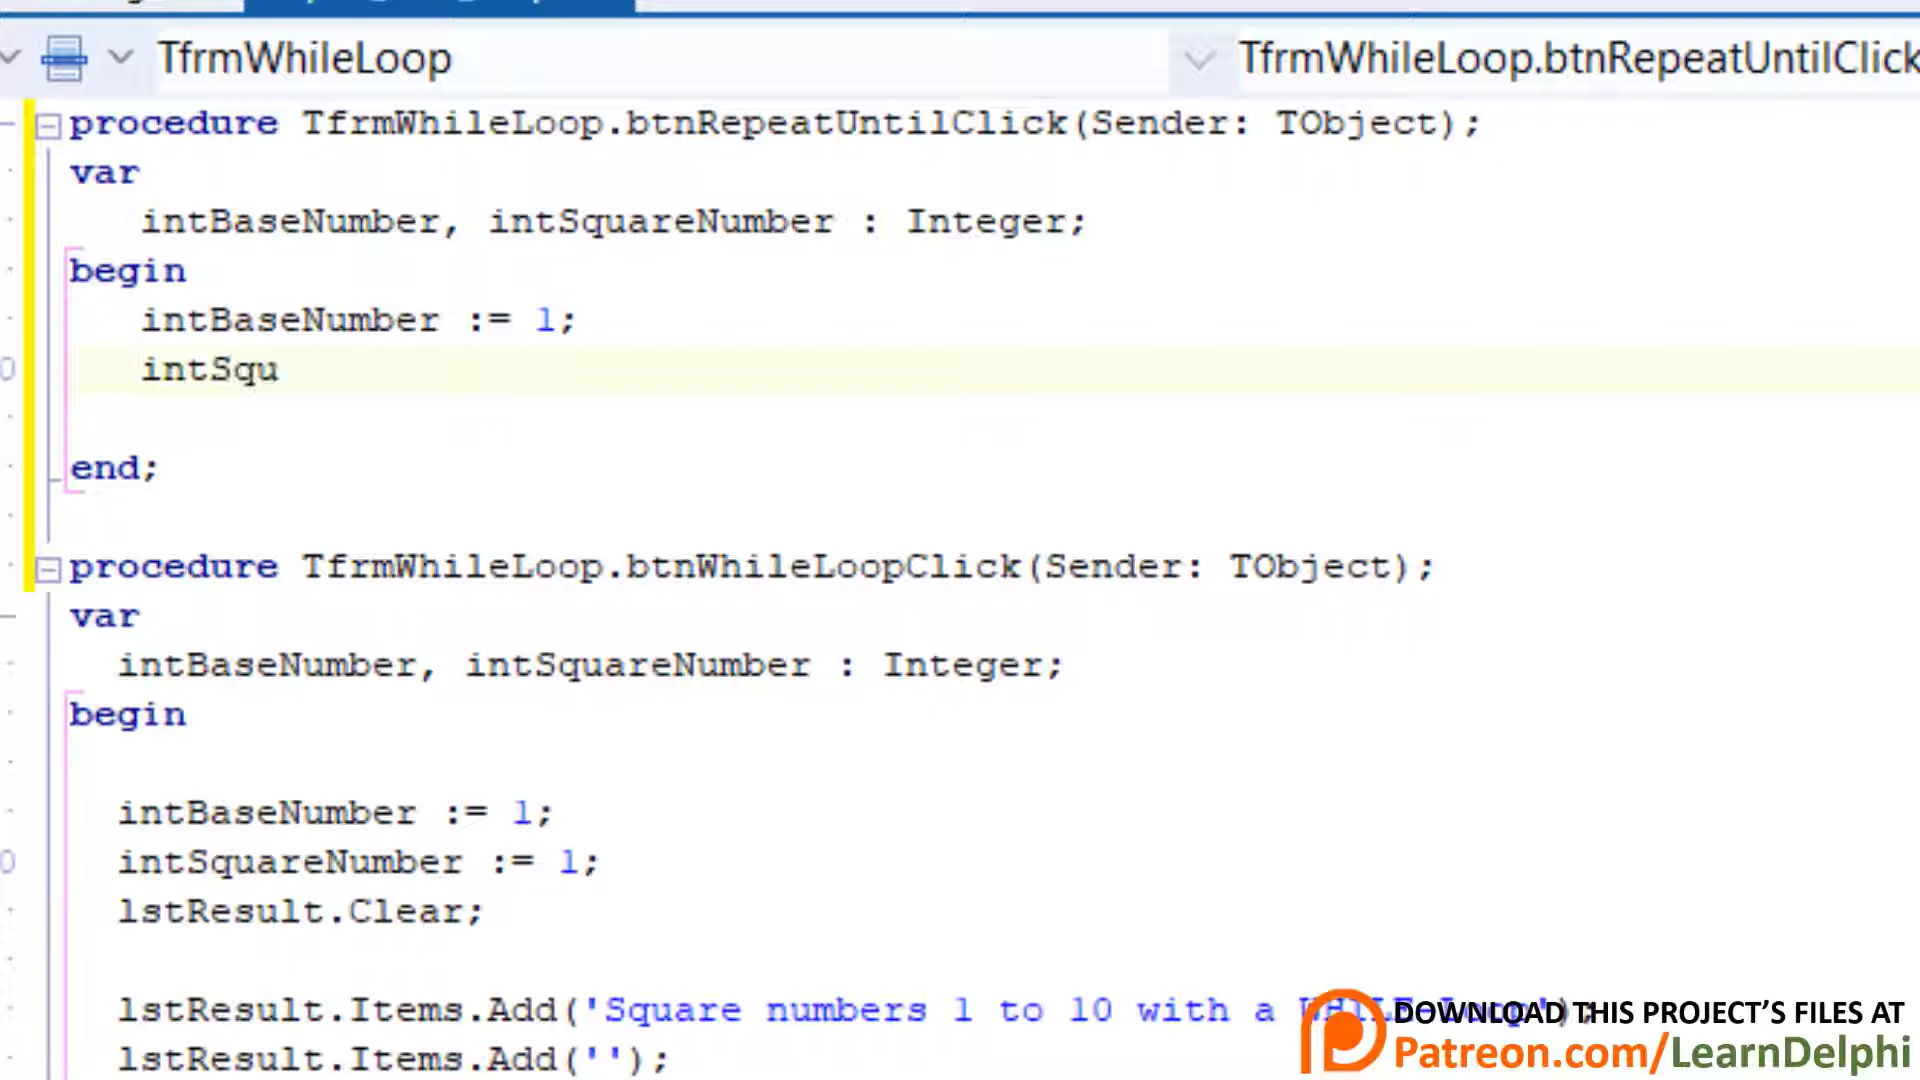 TfrmWhileLoop
TfrmWhileLoop.btnRepeatUntilClick
procedure TfrmWhileLoop.btnRepeatUntilClick(Sender: TObject);
var
intBaseNumber, intSquareNumber : Integer;
begin
intBaseNumber := 1;
intSqu
end;
procedure TfrmWhileLoop.btnWhileLoopClick(Sender: TObject);
var
intBaseNumber, intSquareNumber : Integer;
begin
intBaseNumber := 1;
intSquareNumber := 1;
lstResult.Clear;
lstResult.Items.Add('Square numbers 1 to 10 with a WHILE Loop');
lstResult.Items.Add('');
DOWNLOAD THIS PROJECT'S FILES AT
Patreon.com/LearnDelphi